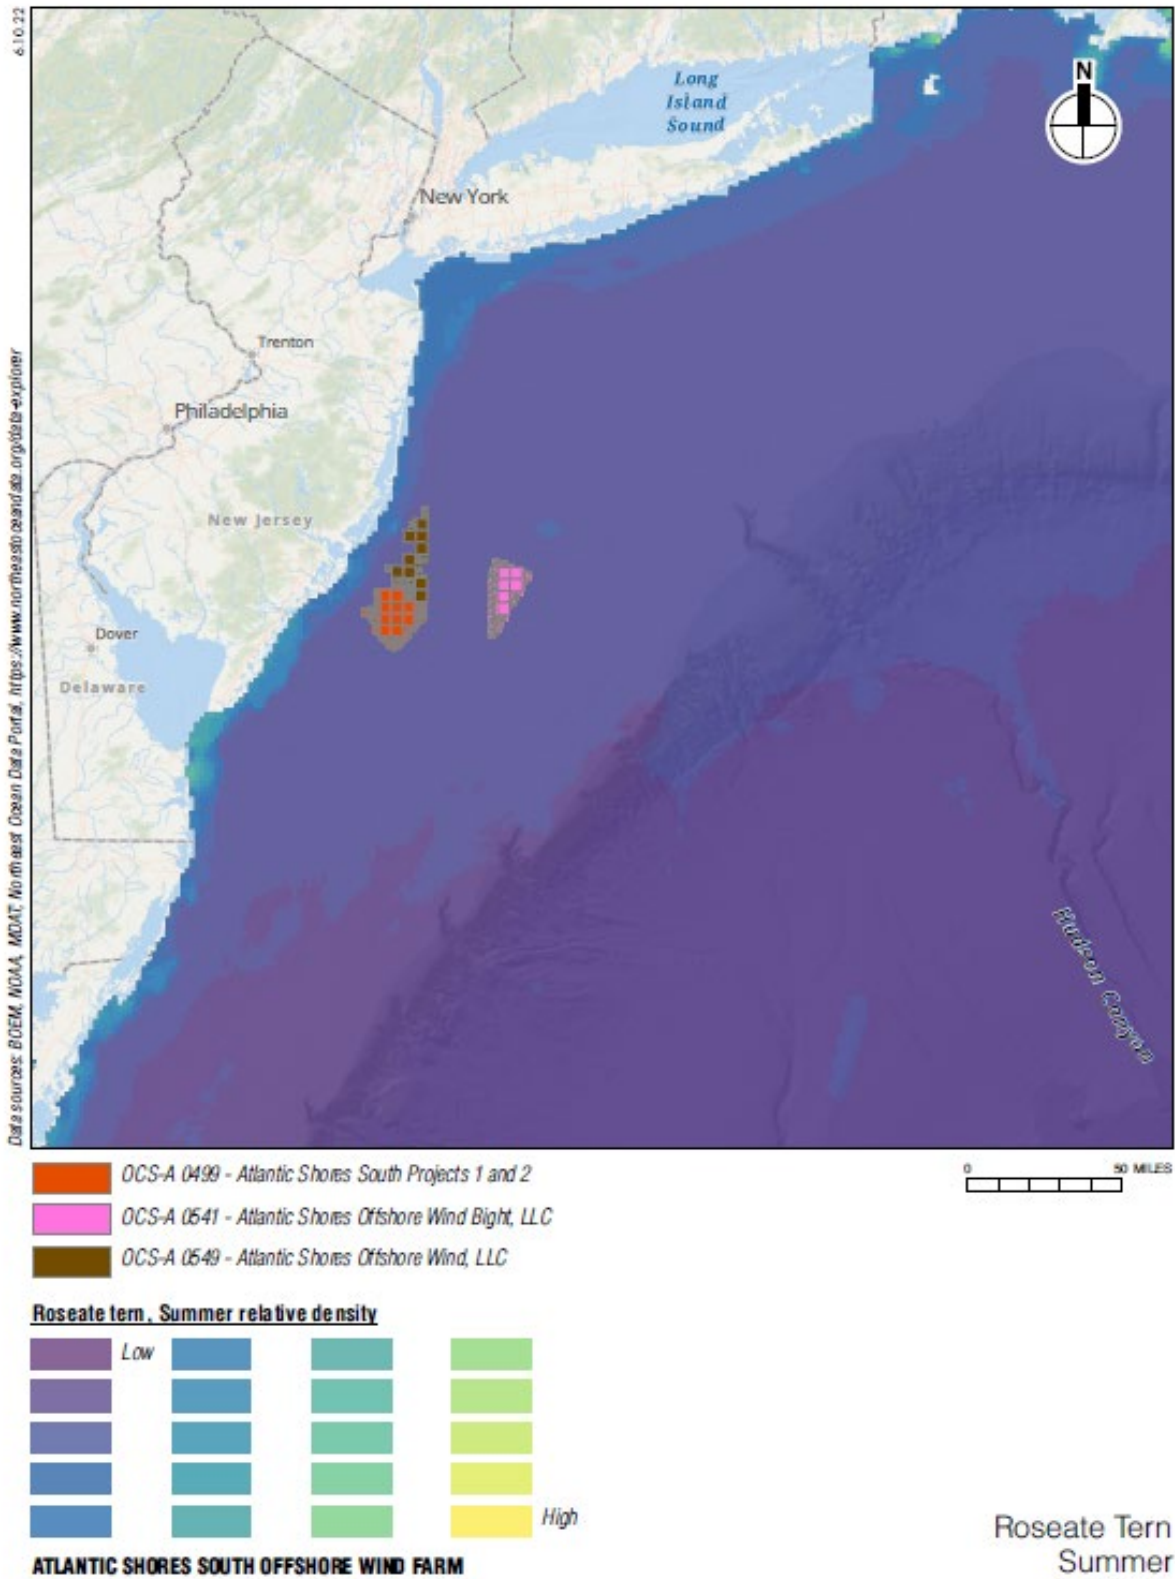 6.10.22
Data sources: BOEM, NOAA, MDAT, Northeast Ocean Data Portal, https://www.northeastoceandata.org/data-explorer
Long
Island
Sound
N
New York
Trenton
Philadelphia
New Jersey
Dover
Delaware
Hudson Canyon
OCS-A 0499 - Atlantic Shores South Projects 1 and 2
0 50 MILES
OCS-A 0541 - Atlantic Shores Offshore Wind Bight, LLC
OCS-A 0549 - Atlantic Shores Offshore Wind, LLC
Roseate tern, Summer relative density
Low
High
Roseate Tern
Summer
ATLANTIC SHORES SOUTH OFFSHORE WIND FARM